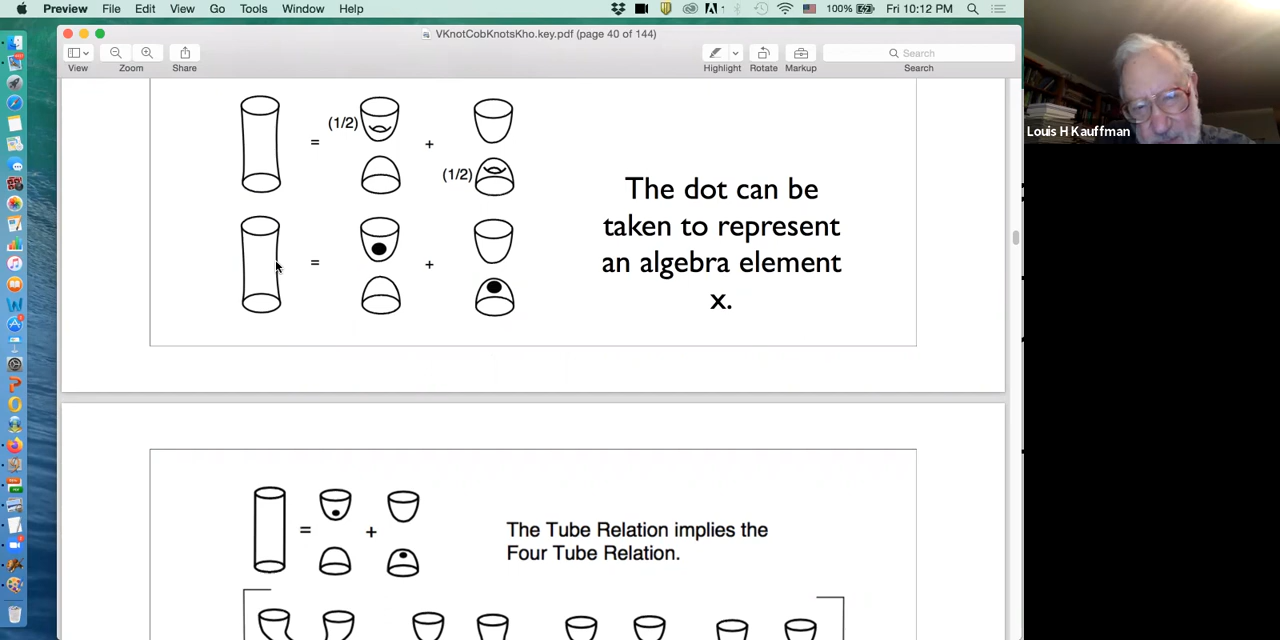 Preview File Edit View Go Tools Window Help 100% Fri 10:12 PM
VKnotCobKnotsKho.key.pdf (page 40 of 144)
Search
View Zoom Share Highlight Rotate Markup Search
Louis H Kauffman
(1/2)
= +
(1/2)
= +
The dot can be
taken to represent
an algebra element
x.
= +
The Tube Relation implies the
Four Tube Relation.